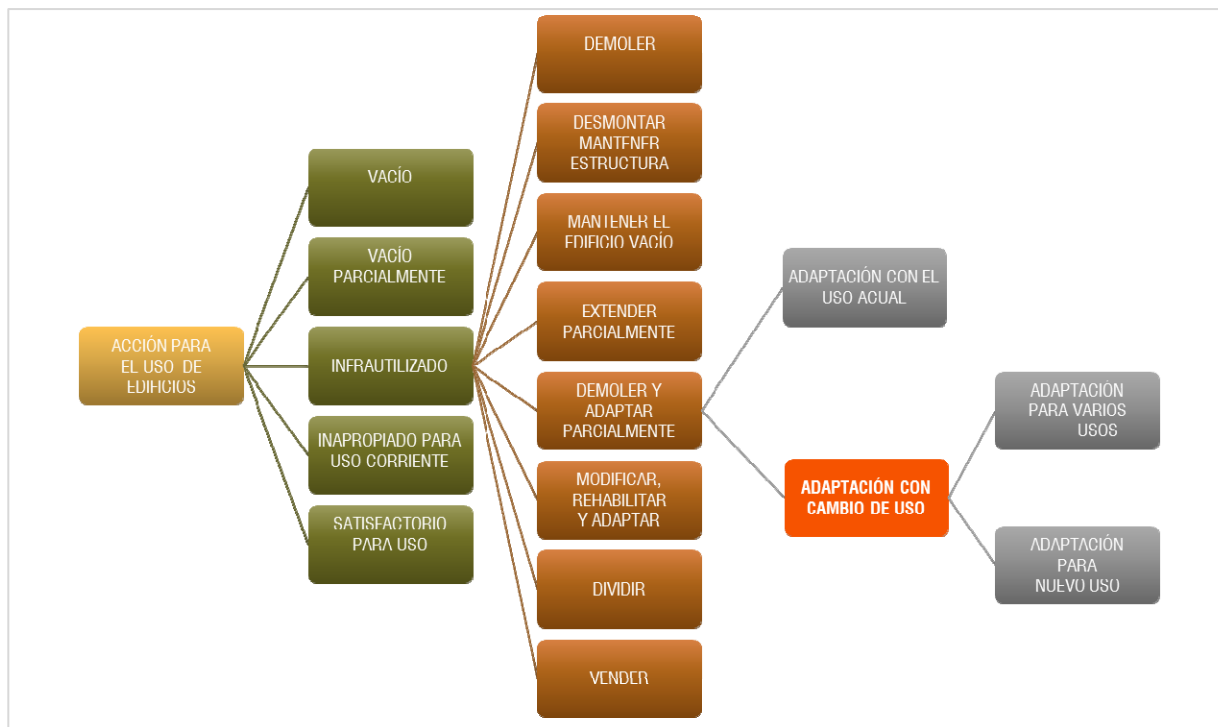 ACCIÓN PARA
EL USO DE
EDIFICIOS
VACÍO
VACÍO
PARCIALMENTE
INFRAUTILIZADO
INAPROPIADO PARA
USO CORRIENTE
SATISFACTORIO
PARA USO
DEMOLER
DESMONTAR
MANTENER
ESTRUCTURA
MANTENER EL
EDIFICIO VACÍO
EXTENDER
PARCIALMENTE
DEMOLER Y
ADAPTAR
PARCIALMENTE
MODIFICAR,
REHABILITAR
Y ADAPTAR
DIVIDIR
VENDER
ADAPTACIÓN CON EL
USO ACUAL
ADAPTACIÓN CON
CAMBIO DE USO
ADAPTACIÓN
PARA VARIOS
USOS
ADAPTACIÓN
PARA
NUEVO USO